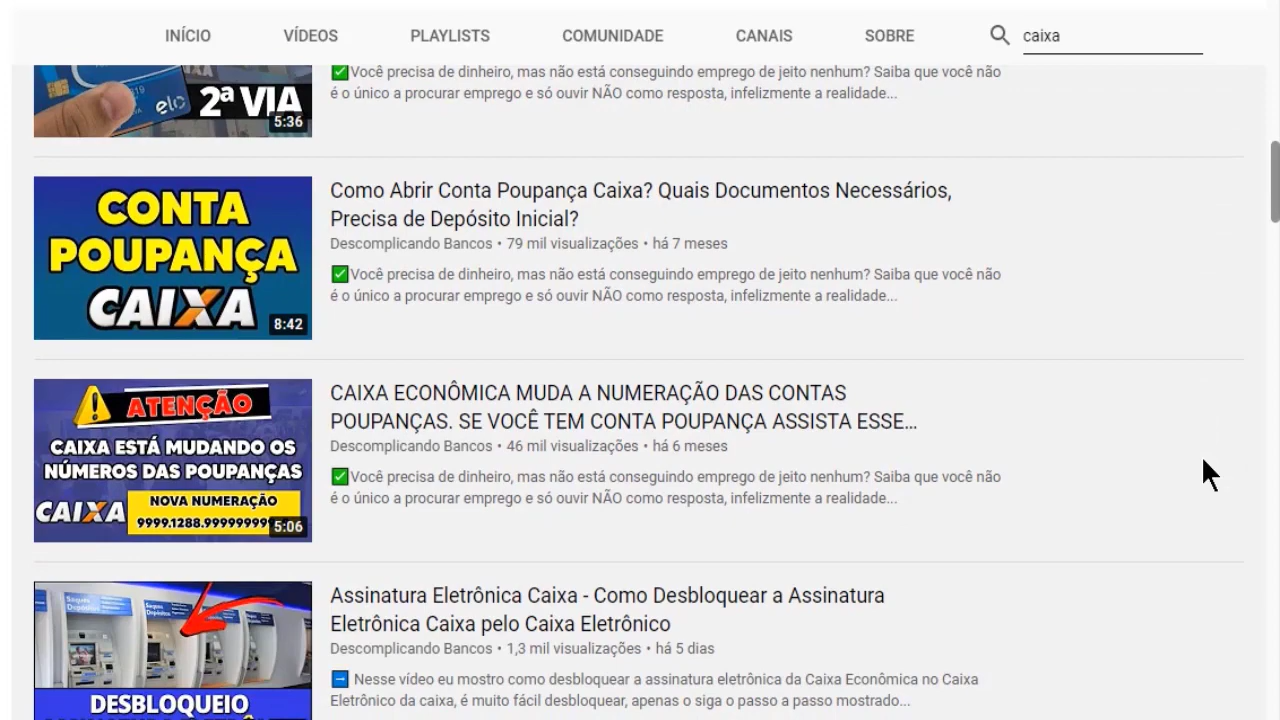 INÍCIO VÍDEOS PLAYLISTS COMUNIDADE CANAIS SOBRE caixa
elo 2ª VIA
5:36
✅Você precisa de dinheiro, mas não está conseguindo emprego de jeito nenhum? Saiba que você não
é o único a procurar emprego e só ouvir NÃO como resposta, infelizmente a realidade...
CONTA
POUPANÇA
CAIXA
8:42
Como Abrir Conta Poupança Caixa? Quais Documentos Necessários,
Precisa de Depósito Inicial?
Descomplicando Bancos • 79 mil visualizações • há 7 meses
✅Você precisa de dinheiro, mas não está conseguindo emprego de jeito nenhum? Saiba que você não
é o único a procurar emprego e só ouvir NÃO como resposta, infelizmente a realidade...
ATENÇÃO
CAIXA ESTÁ MUDANDO OS
NÚMEROS DAS POUPANÇAS
CAIXA NOVA NUMERAÇÃO
9999.1288.99999999
5:06
CAIXA ECONÔMICA MUDA A NUMERAÇÃO DAS CONTAS
POUPANÇAS. SE VOCÊ TEM CONTA POUPANÇA ASSISTA ESSE...
Descomplicando Bancos • 46 mil visualizações • há 6 meses
✅Você precisa de dinheiro, mas não está conseguindo emprego de jeito nenhum? Saiba que você não
é o único a procurar emprego e só ouvir NÃO como resposta, infelizmente a realidade...
DESBLOQUEIO
Assinatura Eletrônica Caixa - Como Desbloquear a Assinatura
Eletrônica Caixa pelo Caixa Eletrônico
Descomplicando Bancos • 1,3 mil visualizações • há 5 dias
➡ Nesse vídeo eu mostro como desbloquear a assinatura eletrônica da Caixa Econômica no Caixa
Eletrônico da caixa, é muito fácil desbloquear, apenas o siga o passo a passo mostrado...